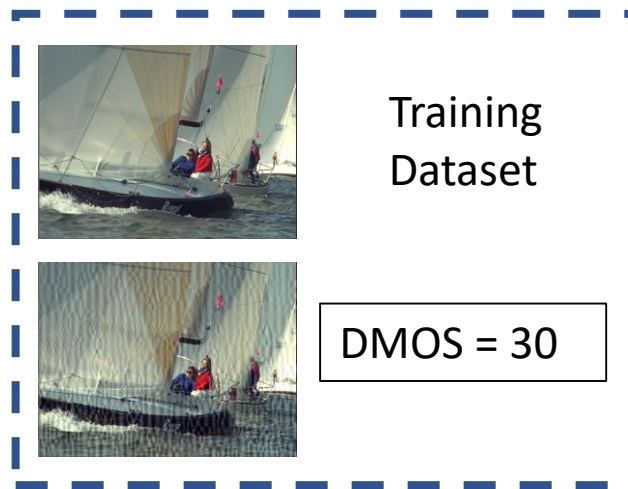 Training
Dataset
DMOS = 30